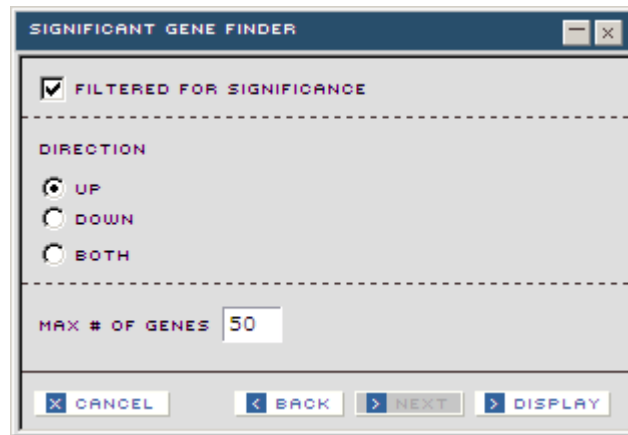 SIGNIFICANT GENE FINDER
FILTERED FOR SIGNIFICANCE
DIRECTION
UP
DOWN
BOTH
MAX # OF GENES 50
CANCEL BACK NEXT DISPLAY